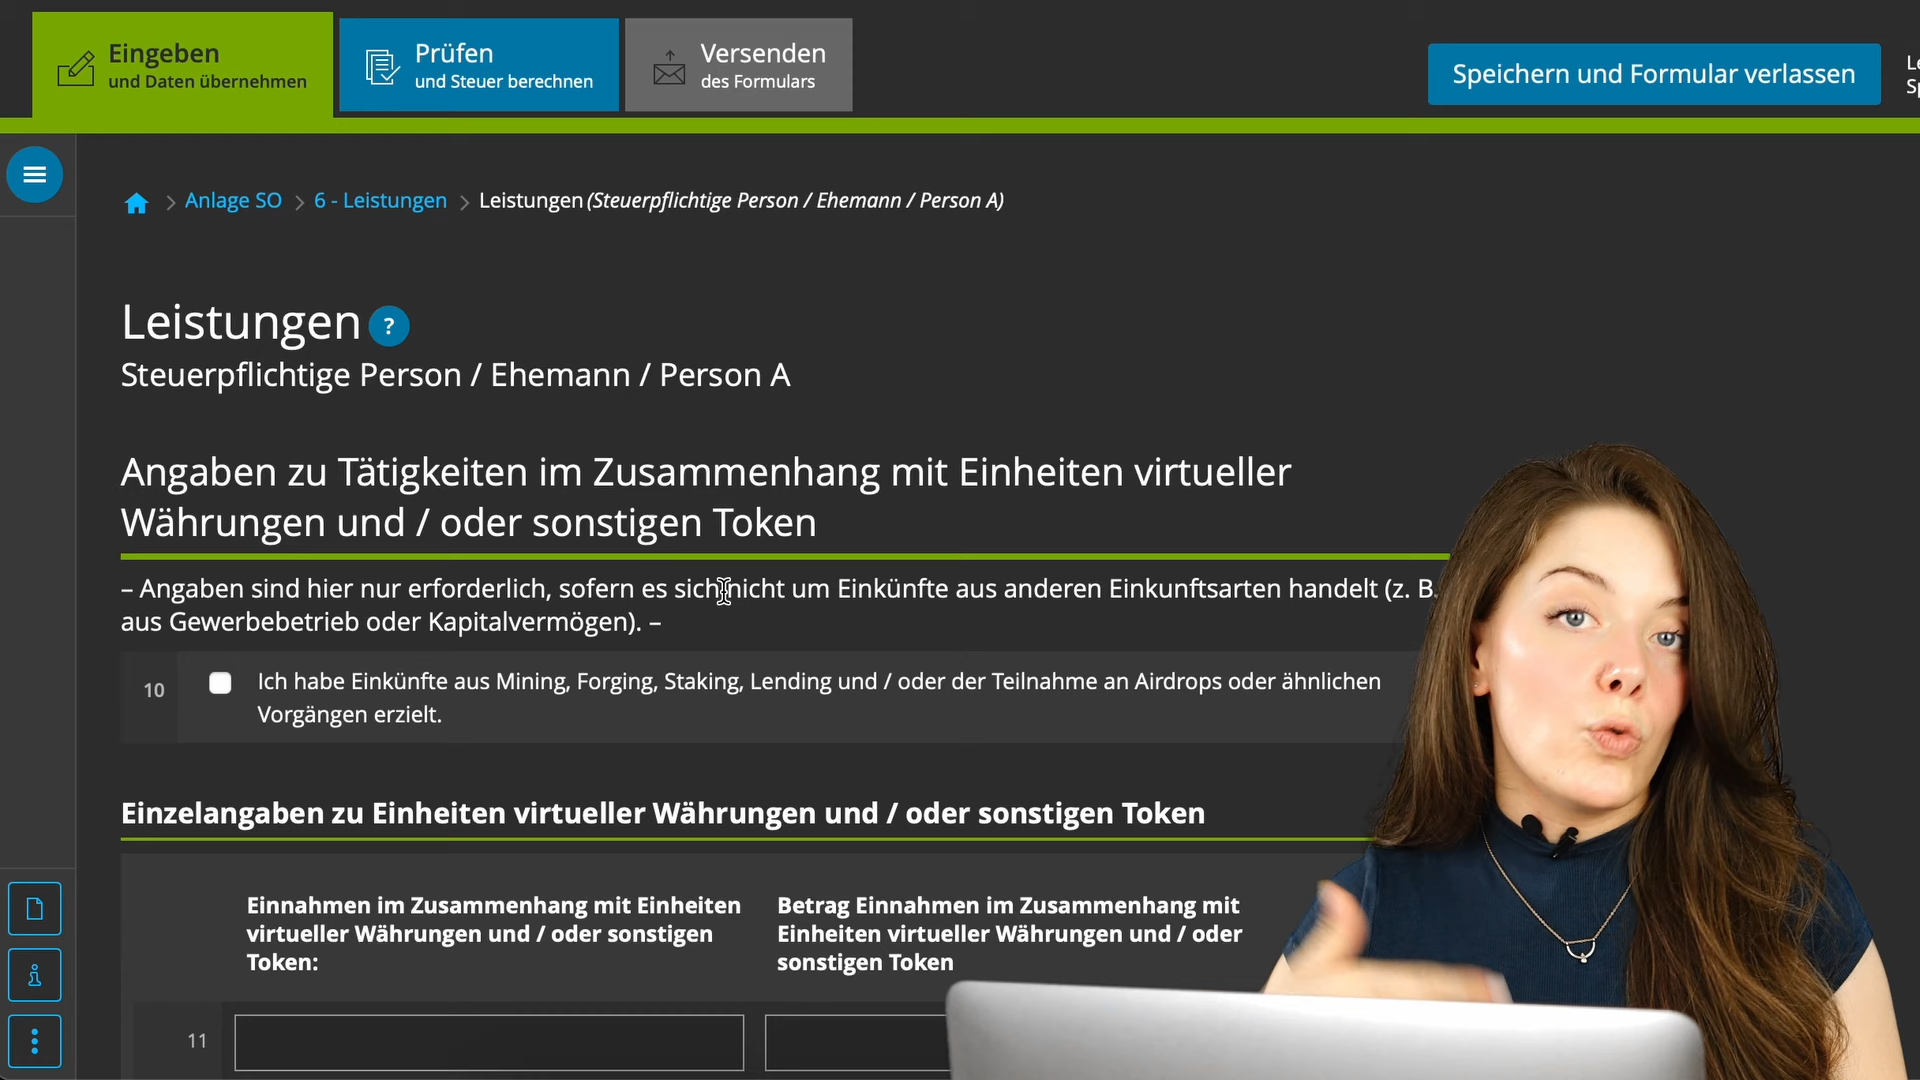 Eingeben
und Daten übernehmen
Prüfen
und Steuer berechnen
Versenden
des Formulars
Speichern und Formular verlassen
Anlage SO > 6 - Leistungen > Leistungen (Steuerpflichtige Person / Ehemann / Person A)
Leistungen ?
Steuerpflichtige Person / Ehemann / Person A
Angaben zu Tätigkeiten im Zusammenhang mit Einheiten virtueller
Währungen und / oder sonstigen Token
– Angaben sind hier nur erforderlich, sofern es sich nicht um Einkünfte aus anderen Einkunftsarten handelt (z. B.
aus Gewerbebetrieb oder Kapitalvermögen). –
10
Ich habe Einkünfte aus Mining, Forging, Staking, Lending und / oder der Teilnahme an Airdrops oder ähnlichen
Vorgängen erzielt.
Einzelangaben zu Einheiten virtueller Währungen und / oder sonstigen Token
Einnahmen im Zusammenhang mit Einheiten
virtueller Währungen und / oder sonstigen
Token:
Betrag Einnahmen im Zusammenhang mit
Einheiten virtueller Währungen und / oder
sonstigen Token
11